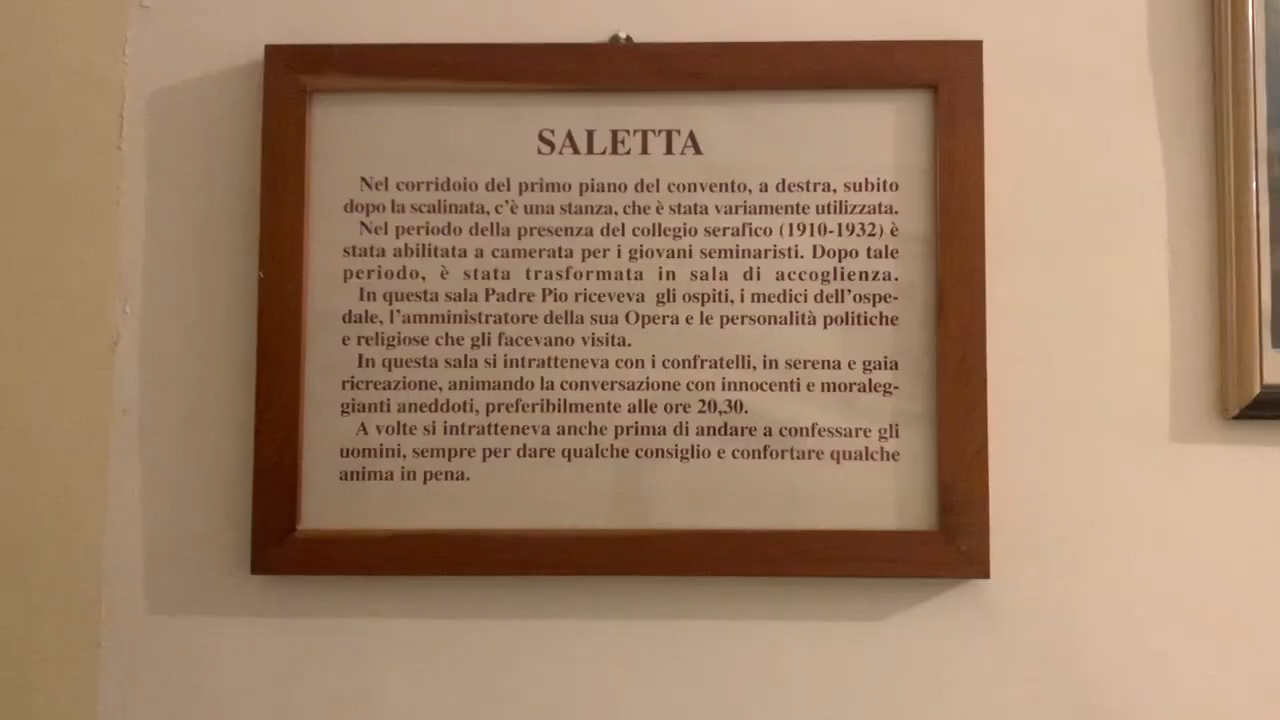 SALETTA
Nel corridoio del primo piano del convento, a destra, subito
dopo la scalinata, c'è una stanza, che è stata variamente utilizzata.
Nel periodo della presenza del collegio serafico (1910-1932) è
stata abilitata a camerata per i giovani seminaristi. Dopo tale
periodo, è stata trasformata in sala di accoglienza.
In questa sala Padre Pio riceveva gli ospiti, i medici dell'ospe-
dale, l'amministratore della sua Opera e le personalità politiche
e religiose che gli facevano visita.
In questa sala si intratteneva con i confratelli, in serena e gaia
ricreazione, animando la conversazione con innocenti e moraleg-
gianti aneddoti, preferibilmente alle ore 20,30.
A volte si intratteneva anche prima di andare a confessare gli
uomini, sempre per dare qualche consiglio e confortare qualche
anima in pena.